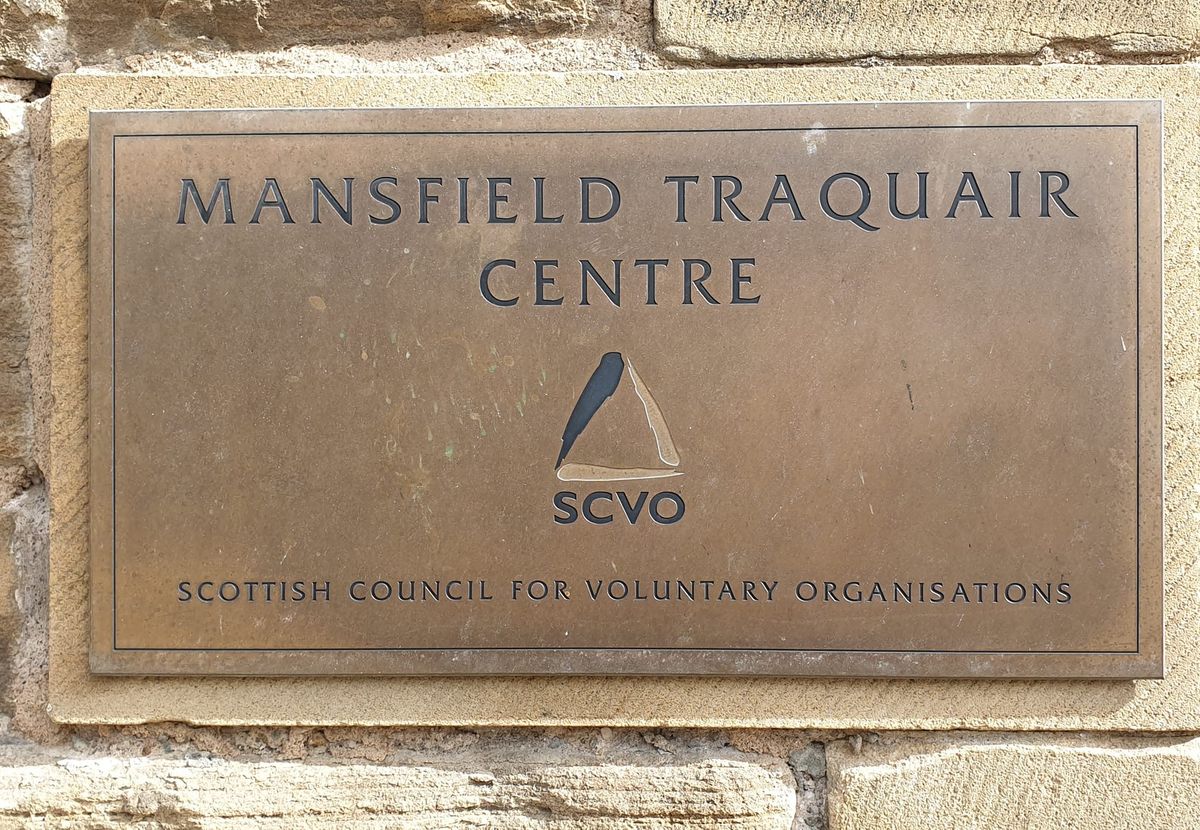 MANSFIELD TRAQUAIR
CENTRE
SCVO
SCOTTISH COUNCIL FOR VOLUNTARY ORGANISATIONS